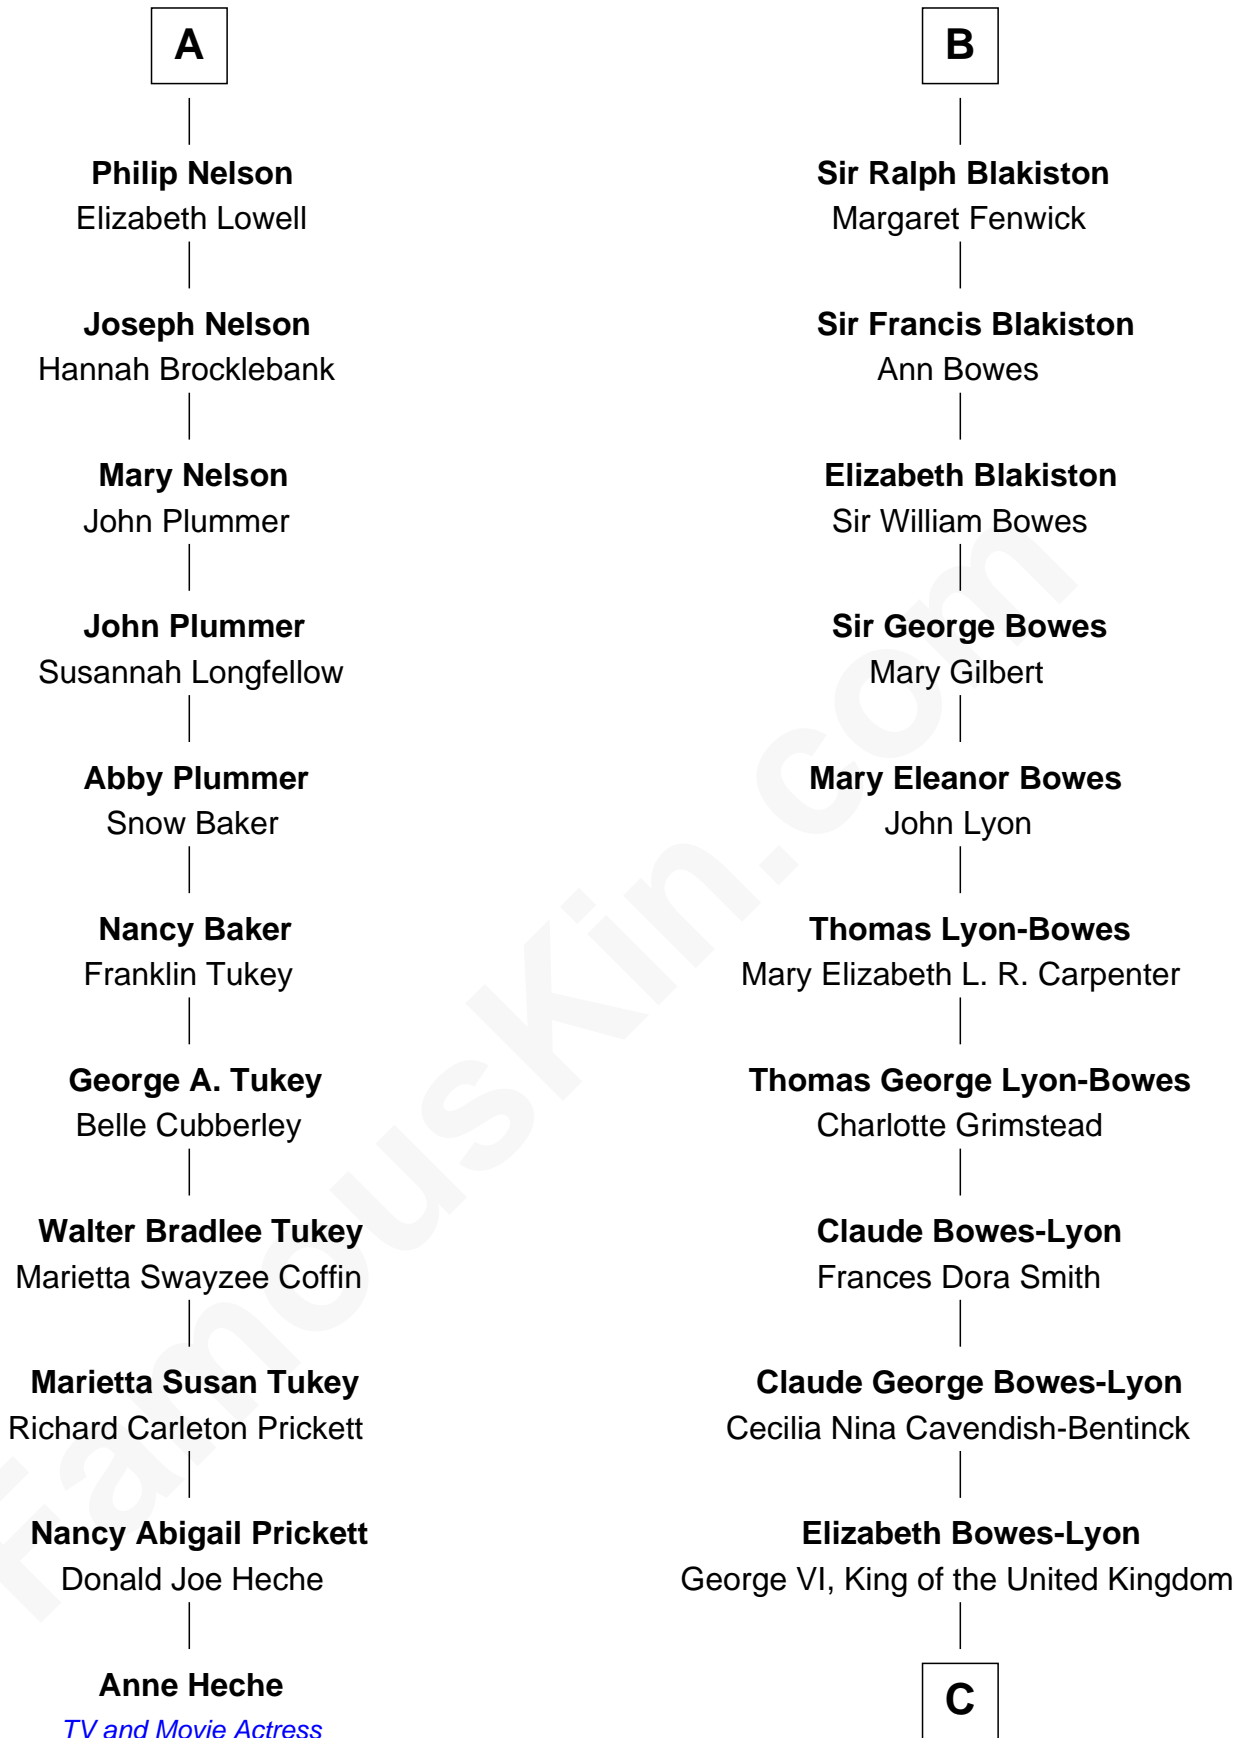 A
Philip Nelson
Elizabeth Lowell
Joseph Nelson
Hannah Brocklebank
Mary Nelson
John Plummer
John Plummer
Susannah Longfellow
Abby Plummer
Snow Baker
Nancy Baker
Franklin Tukey
George A. Tukey
Belle Cubberley
Walter Bradlee Tukey
Marietta Swayzee Coffin
Marietta Susan Tukey
Richard Carleton Prickett
Nancy Abigail Prickett
Donald Joe Heche
Anne Heche
TV and Movie Actress
B
Sir Ralph Blakiston
Margaret Fenwick
Sir Francis Blakiston
Ann Bowes
Elizabeth Blakiston
Sir William Bowes
Sir George Bowes
Mary Gilbert
Mary Eleanor Bowes
John Lyon
Thomas Lyon-Bowes
Mary Elizabeth L. R. Carpenter
Thomas George Lyon-Bowes
Charlotte Grimstead
Claude Bowes-Lyon
Frances Dora Smith
Claude George Bowes-Lyon
Cecilia Nina Cavendish-Bentinck
Elizabeth Bowes-Lyon
George VI, King of the United Kingdom
C
FamousKin.com